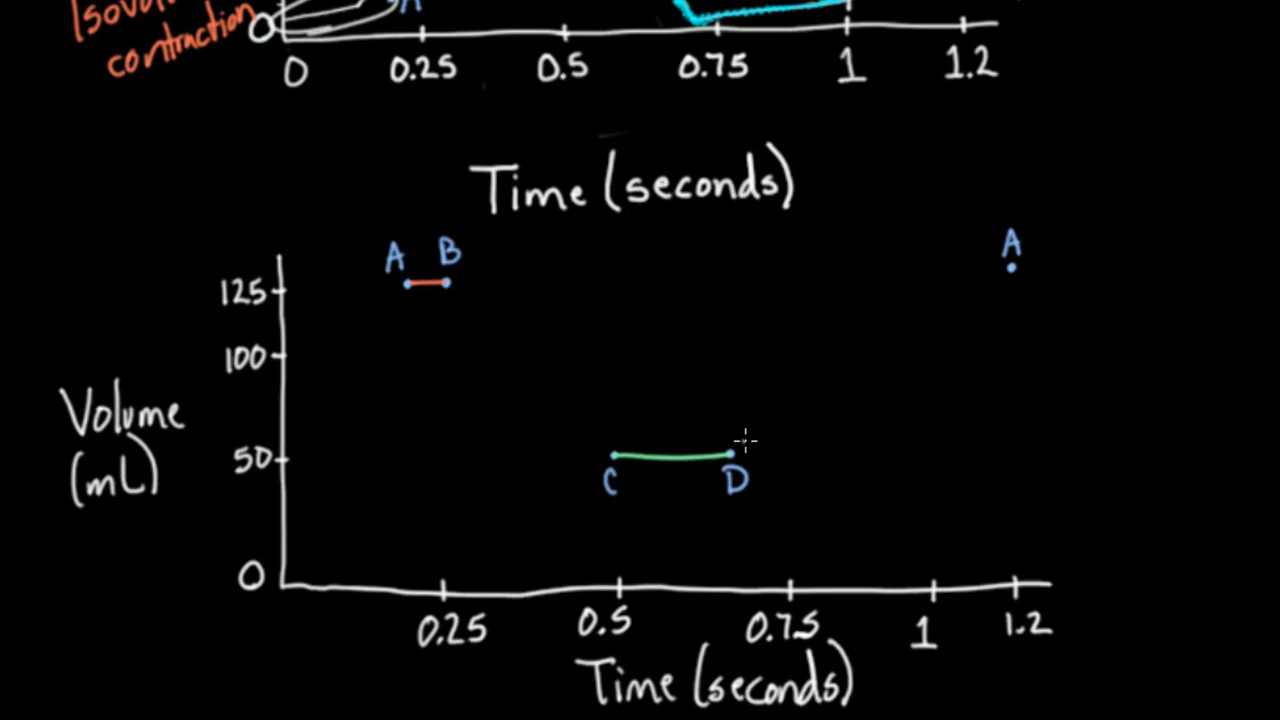 contraction
0
A
0 0.25 0.5 0.75 1 1.2
Time (seconds)
A B A
125
100
Volume
(mL)
50
C D
0
0.25 0.5 0.75 1 1.2
Time (seconds)